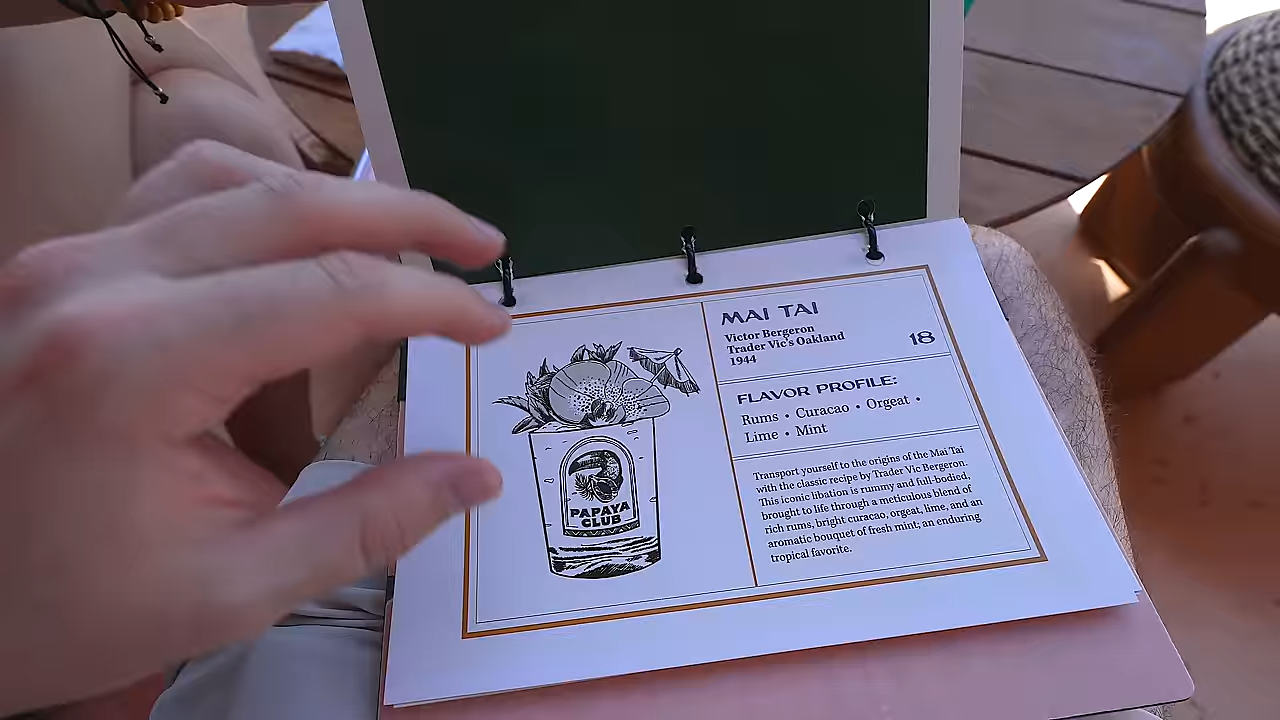 MAI TAI
Victor Bergeron
Trader Vic's Oakland
1944
18
FLAVOR PROFILE:
Rums • Curacao • Orgeat •
Lime • Mint
Transport yourself to the origins of the Mai Tai
with the classic recipe by Trader Vic Bergeron.
This iconic libation is rummy and full-bodied,
brought to life through a meticulous blend of
rich rums, bright curacao, orgeat, lime, and an
aromatic bouquet of fresh mint; an enduring
tropical favorite.
PAPAYA
CLUB